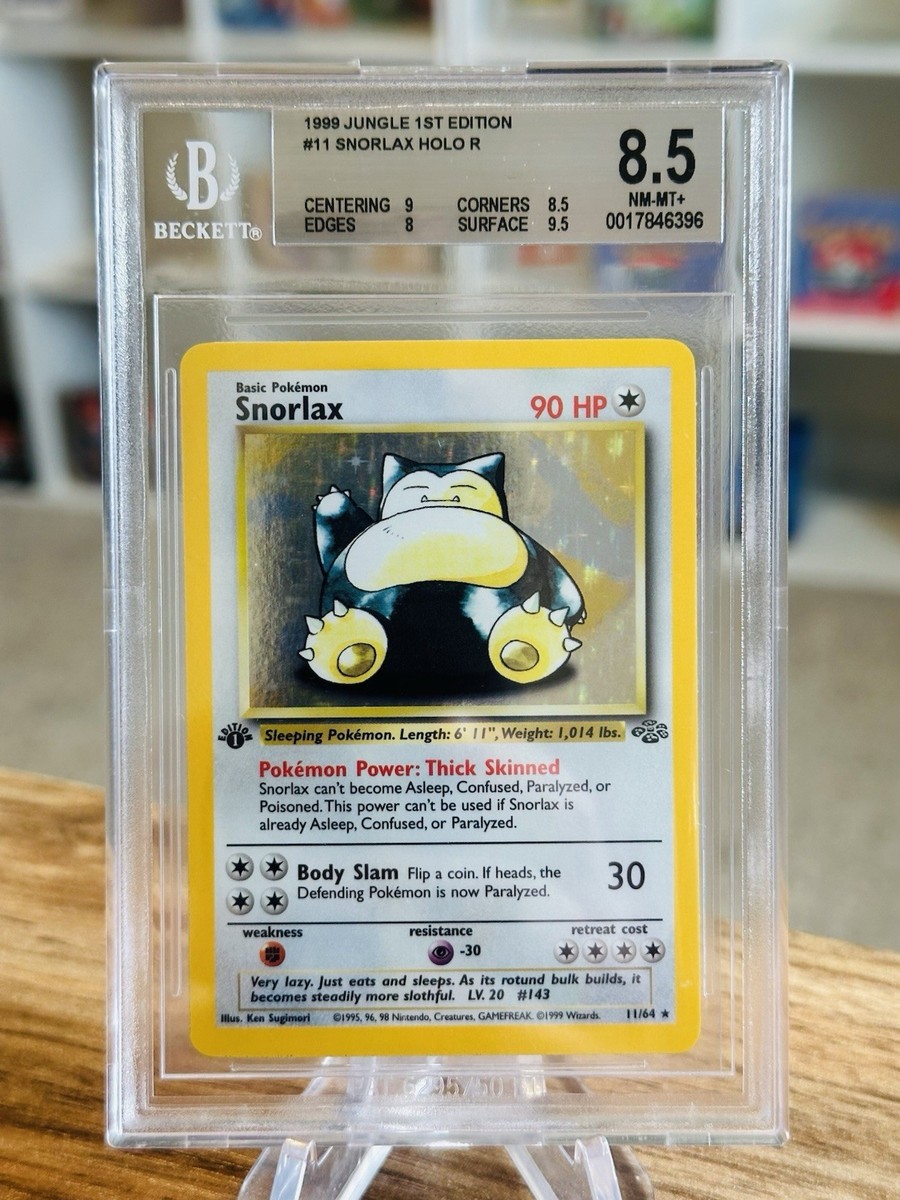 1999 JUNGLE 1ST EDITION
#11 SNORLAX HOLO R
8.5
NM-MT+
0017846396
CENTERING 9 CORNERS 8.5
EDGES 8 SURFACE 9.5
B
BECKETT®
Basic Pokémon
Snorlax
90 HP
EDITION
1
Sleeping Pokémon. Length: 6' 11", Weight: 1,014 lbs.
Pokémon Power: Thick Skinned
Snorlax can't become Asleep, Confused, Paralyzed, or
Poisoned. This power can't be used if Snorlax is
already Asleep, Confused, or Paralyzed.
Body Slam Flip a coin. If heads, the
Defending Pokémon is now Paralyzed.
30
weakness
resistance
-30
retreat cost
Very lazy. Just eats and sleeps. As its rotund bulk builds, it
becomes steadily more slothful. LV. 20 #143
Illus. Ken Sugimori ©1995, 96, 98 Nintendo, Creatures, GAMEFREAK. ©1999 Wizards. 11/64 ★